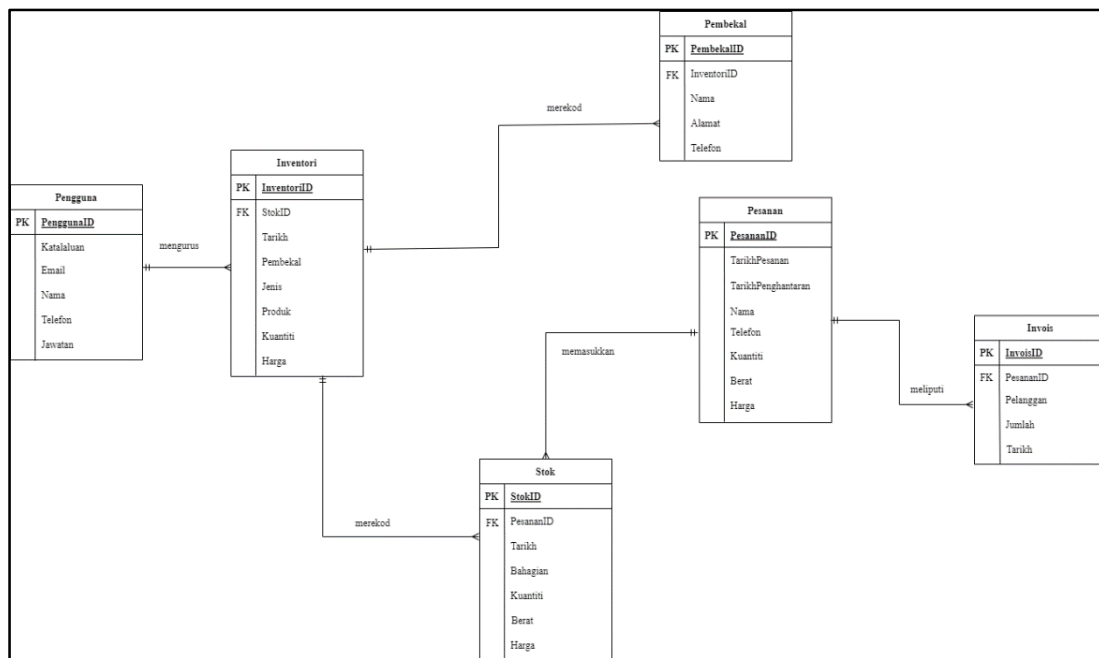 Pembekal
PK PembekalID
FK InventoriID
Nama
Alamat
Telefon
merekod
Inventori
PK InventoriID
FK StokID
Tarikh
Pembekal
Jenis
Produk
Kuantiti
Harga
Pengguna
PK PenggunaID
Katalaluan
Email
Nama
Telefon
Jawatan
mengurus
Pesanan
PK PesananID
TarikhPesanan
TarikhPenghantaran
Nama
Telefon
Kuantiti
Berat
Harga
memasukkan
meliputi
Invois
PK InvoisID
FK PesananID
Pelanggan
Jumlah
Tarikh
merekod
Stok
PK StokID
FK PesananID
Tarikh
Bahagian
Kuantiti
Berat
Harga